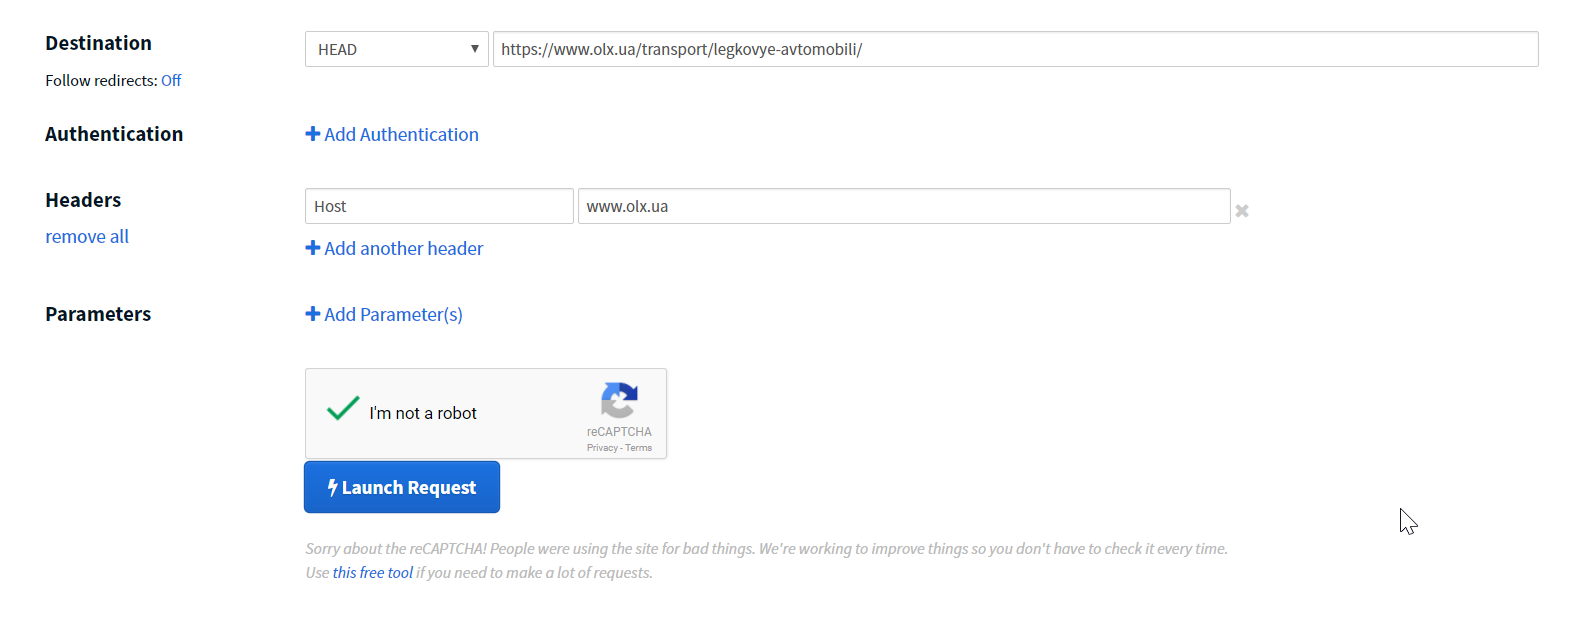 Destination
HEAD
https://www.olx.ua/transport/legkovye-avtomobili/
Follow redirects: Off
Authentication
Add Authentication
Headers
Host
www.olx.ua
remove all
Add another header
Parameters
Add Parameter(s)
I'm not a robot
reCAPTCHA
Privacy - Terms
Launch Request
Sorry about the reCAPTCHA! People were using the site for bad things. We're working to improve things so you don't have to check it every time.
Use this free tool if you need to make a lot of requests.